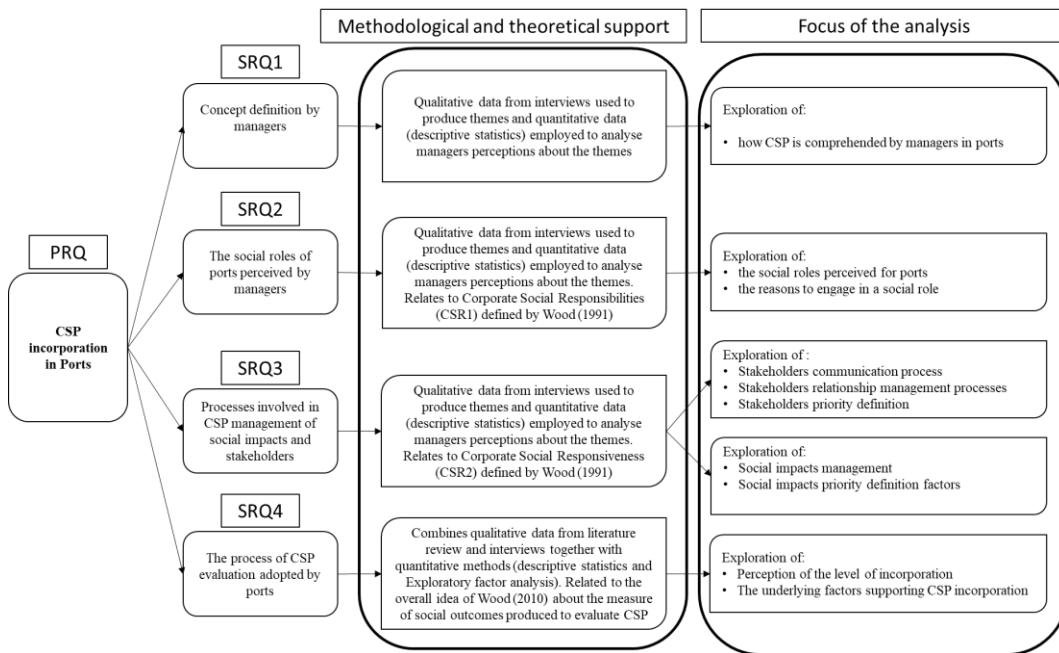 Methodological and theoretical support
Focus of the analysis
PRQ
CSP
incorporation
in Ports
SRQ1
Concept definition by
managers
Qualitative data from interviews used to
produce themes and quantitative data
(descriptive statistics) employed to analyse
managers perceptions about the themes
Exploration of:
• how CSP is comprehended by managers in ports
SRQ2
The social roles of
ports perceived by
managers
Qualitative data from interviews used to
produce themes and quantitative data
(descriptive statistics) employed to analyse
managers perceptions about the themes.
Relates to Corporate Social Responsibilities
(CSR1) defined by Wood (1991)
Exploration of:
• the social roles perceived for ports
• the reasons to engage in a social role
SRQ3
Processes involved in
CSP management of
social impacts and
stakeholders
Qualitative data from interviews used to
produce themes and quantitative data
(descriptive statistics) employed to analyse
managers perceptions about the themes.
Relates to Corporate Social Responsiveness
(CSR2) defined by Wood (1991)
Exploration of :
• Stakeholders communication process
• Stakeholders relationship management processes
• Stakeholders priority definition
Exploration of:
• Social impacts management
• Social impacts priority definition factors
SRQ4
The process of CSP
evaluation adopted by
ports
Combines qualitative data from literature
review and interviews together with
quantitative methods (descriptive statistics and
Exploratory factor analysis). Related to the
overall idea of Wood (2010) about the measure
of social outcomes produced to evaluate CSP
Exploration of:
• Perception of the level of incorporation
• The underlying factors supporting CSP incorporation